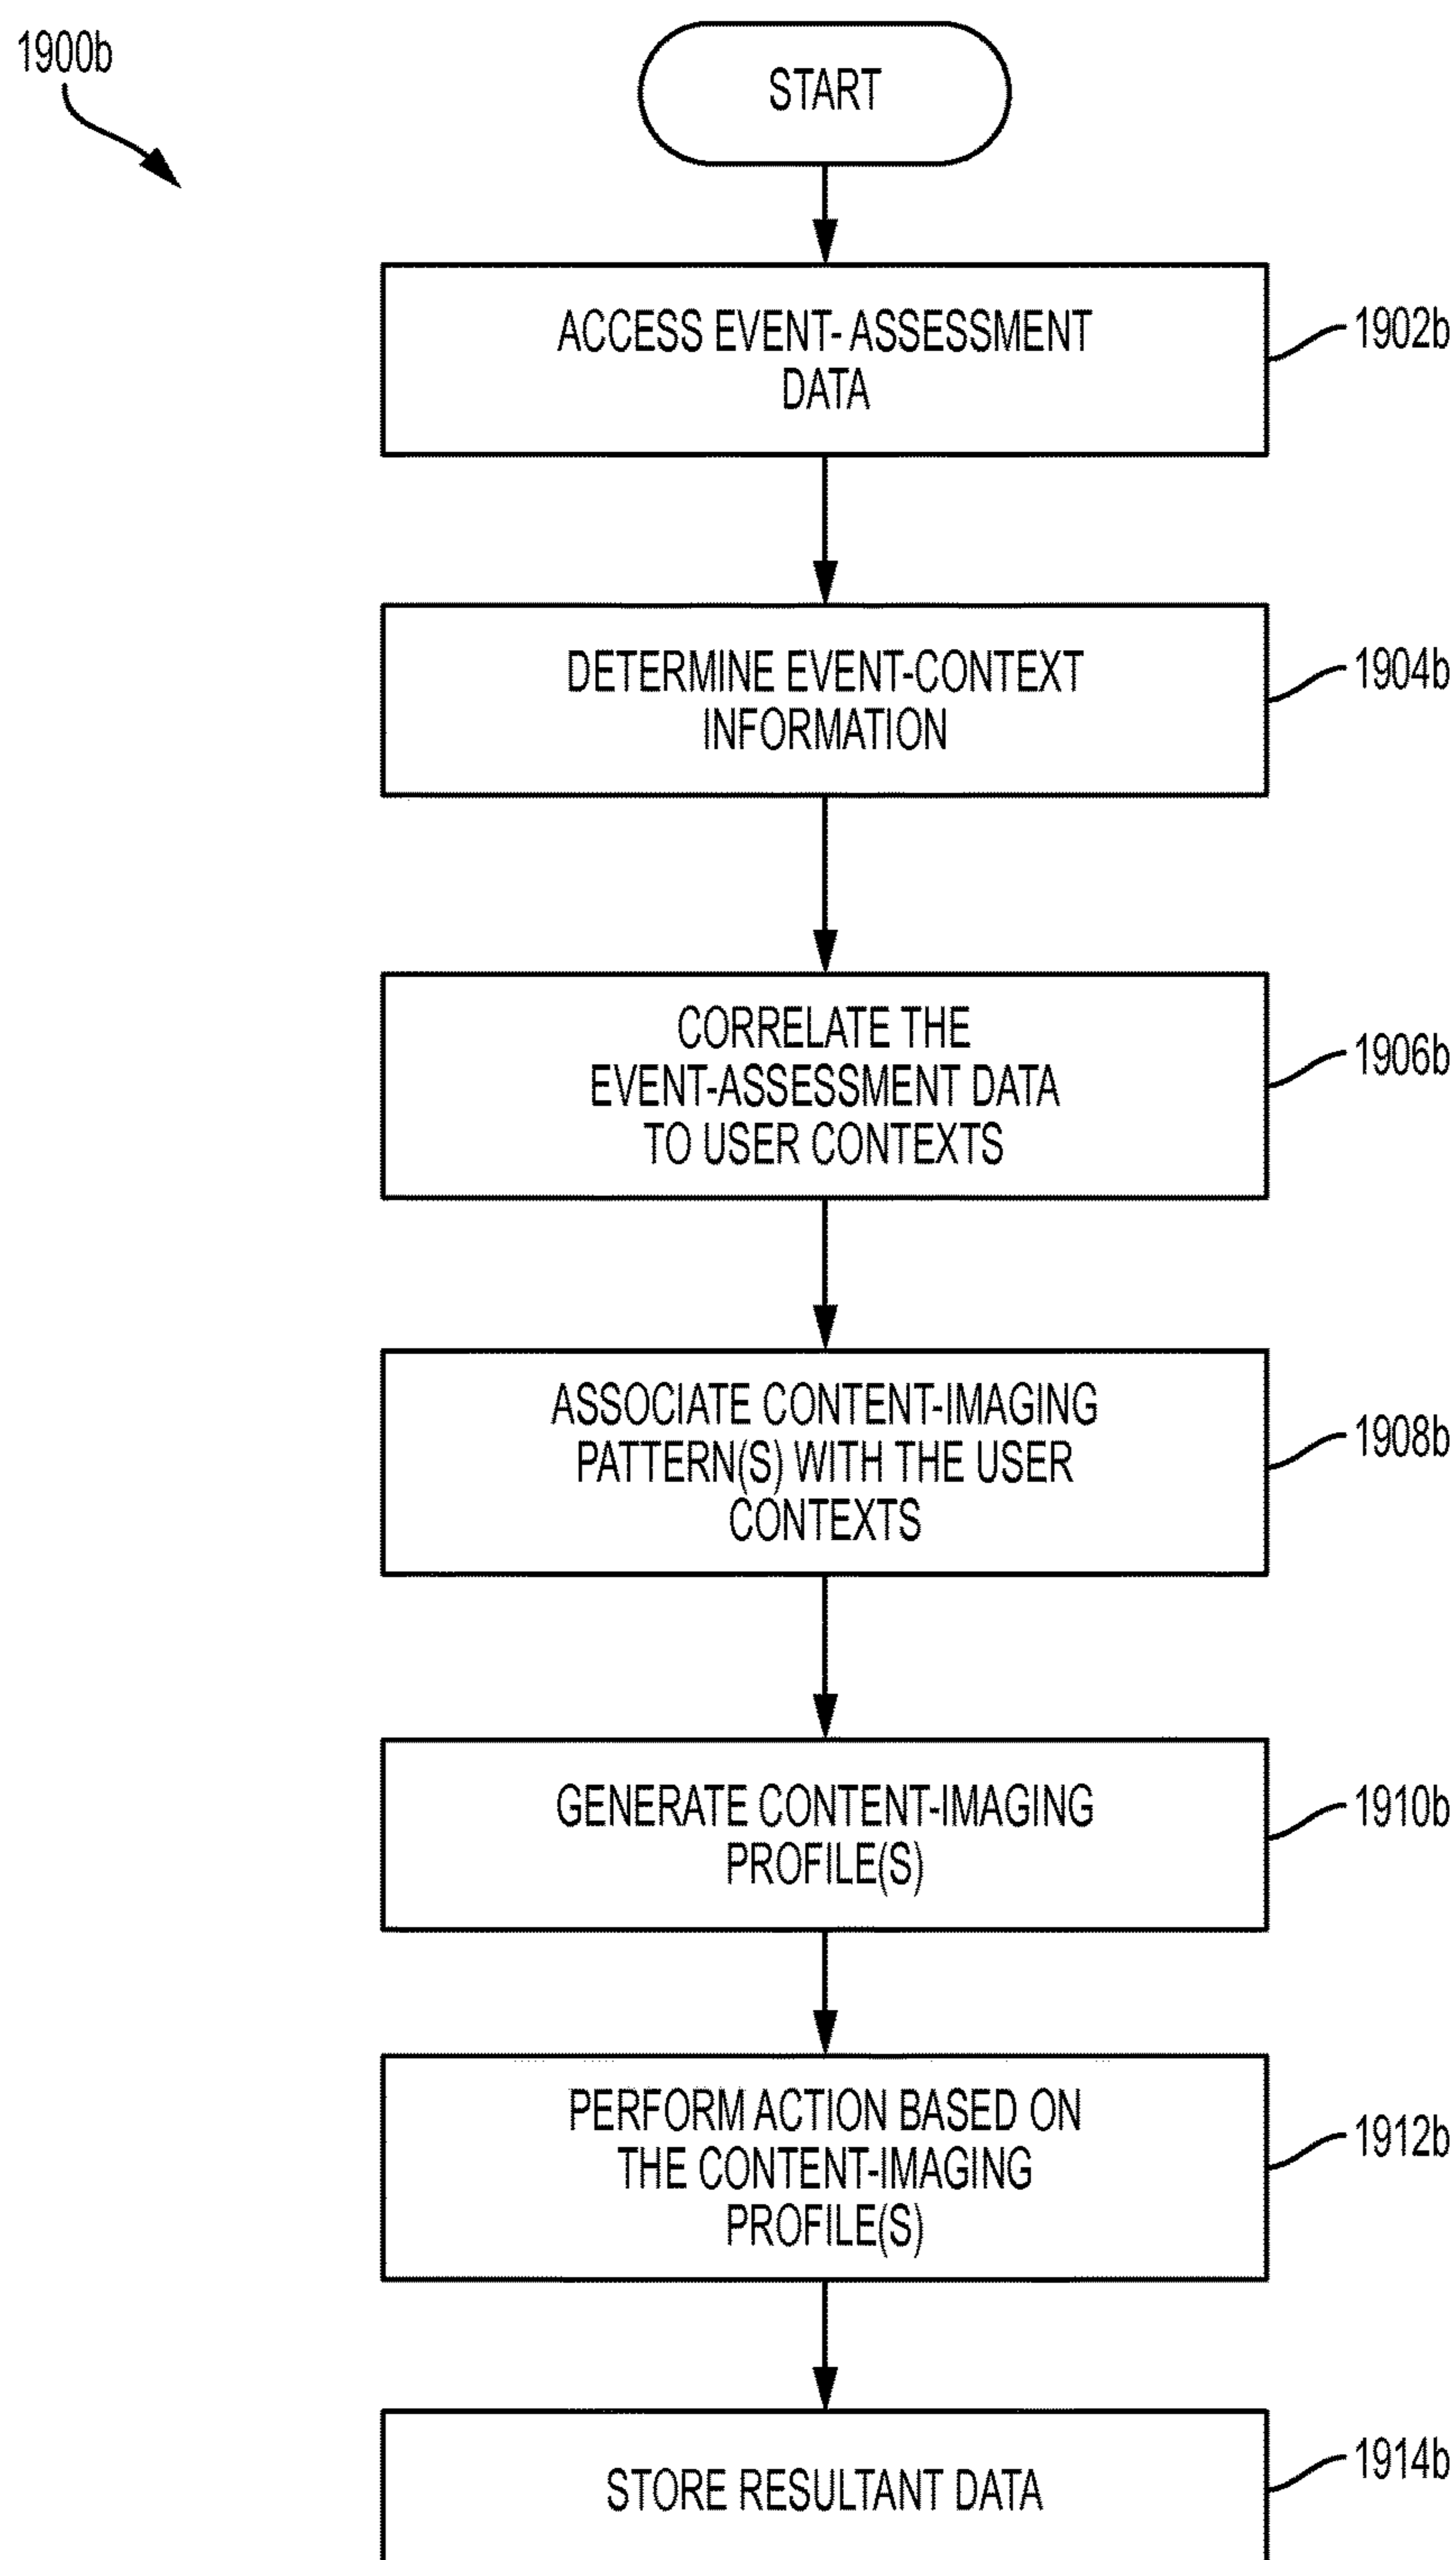 1900b
START
ACCESS EVENT- ASSESSMENT
DATA
1902b
DETERMINE EVENT-CONTEXT
INFORMATION
1904b
CORRELATE THE
EVENT-ASSESSMENT DATA
TO USER CONTEXTS
1906b
ASSOCIATE CONTENT-IMAGING
PATTERN(S) WITH THE USER
CONTEXTS
1908b
GENERATE CONTENT-IMAGING
PROFILE(S)
1910b
PERFORM ACTION BASED ON
THE CONTENT-IMAGING
PROFILE(S)
1912b
STORE RESULTANT DATA
1914b